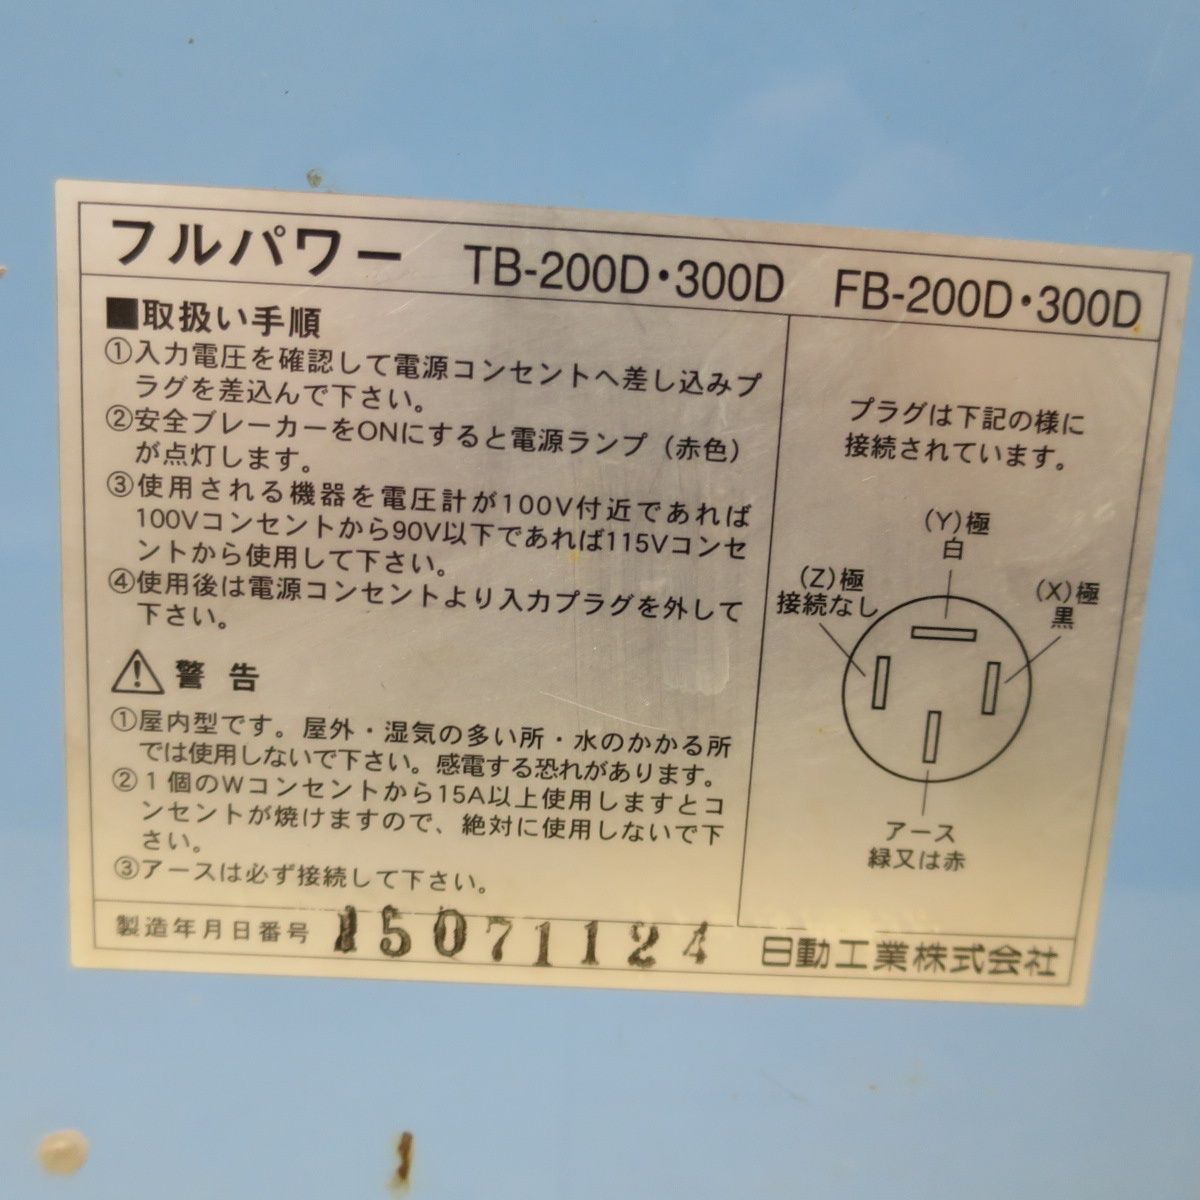 フルパワー TB-200D・300D FB-200D・300D
■取扱い手順
①入力電圧を確認して電源コンセントへ差し込みプ
ラグを差込んで下さい。
②安全ブレーカーをONにすると電源ランプ（赤色）
が点灯します。
③使用される機器を電圧計が100V付近であれば
100Vコンセントから90V以下であれば115Vコンセ
ントから使用して下さい。
④使用後は電源コンセントより入力プラグを外して
下さい。
警告
①屋内型です。屋外・湿気の多い所・水のかかる所
では使用しないで下さい。感電する恐れがあります。
②１個のWコンセントから15A以上使用しますとコ
ンセントが焼けますので、絶対に使用しないで下
さい。
③アースは必ず接続して下さい。
プラグは下記の様に
接続されています。
(Y)極
白
(Z)極
接続なし
(X)極
黒
アース
緑又は赤
製造年月日番号 15071124 日動工業株式会社